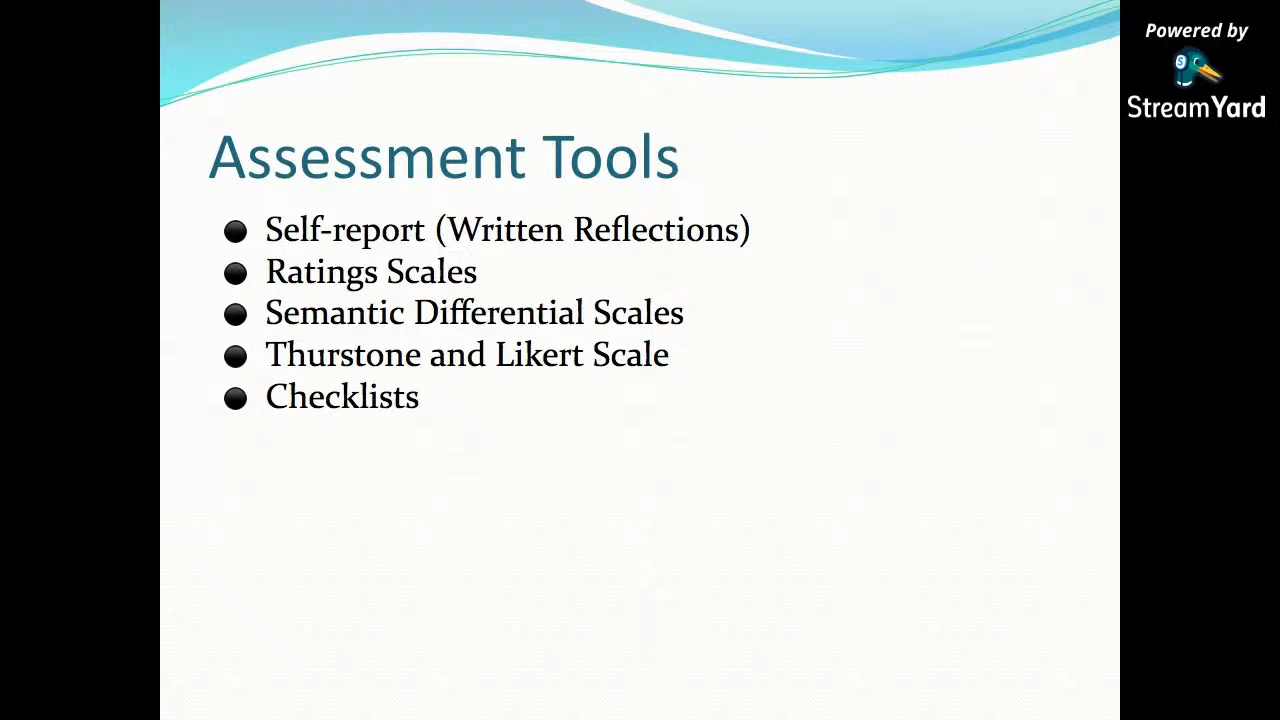 Powered by
StreamYard
Assessment Tools
Self-report (Written Reflections)
Ratings Scales
Semantic Differential Scales
Thurstone and Likert Scale
Checklists